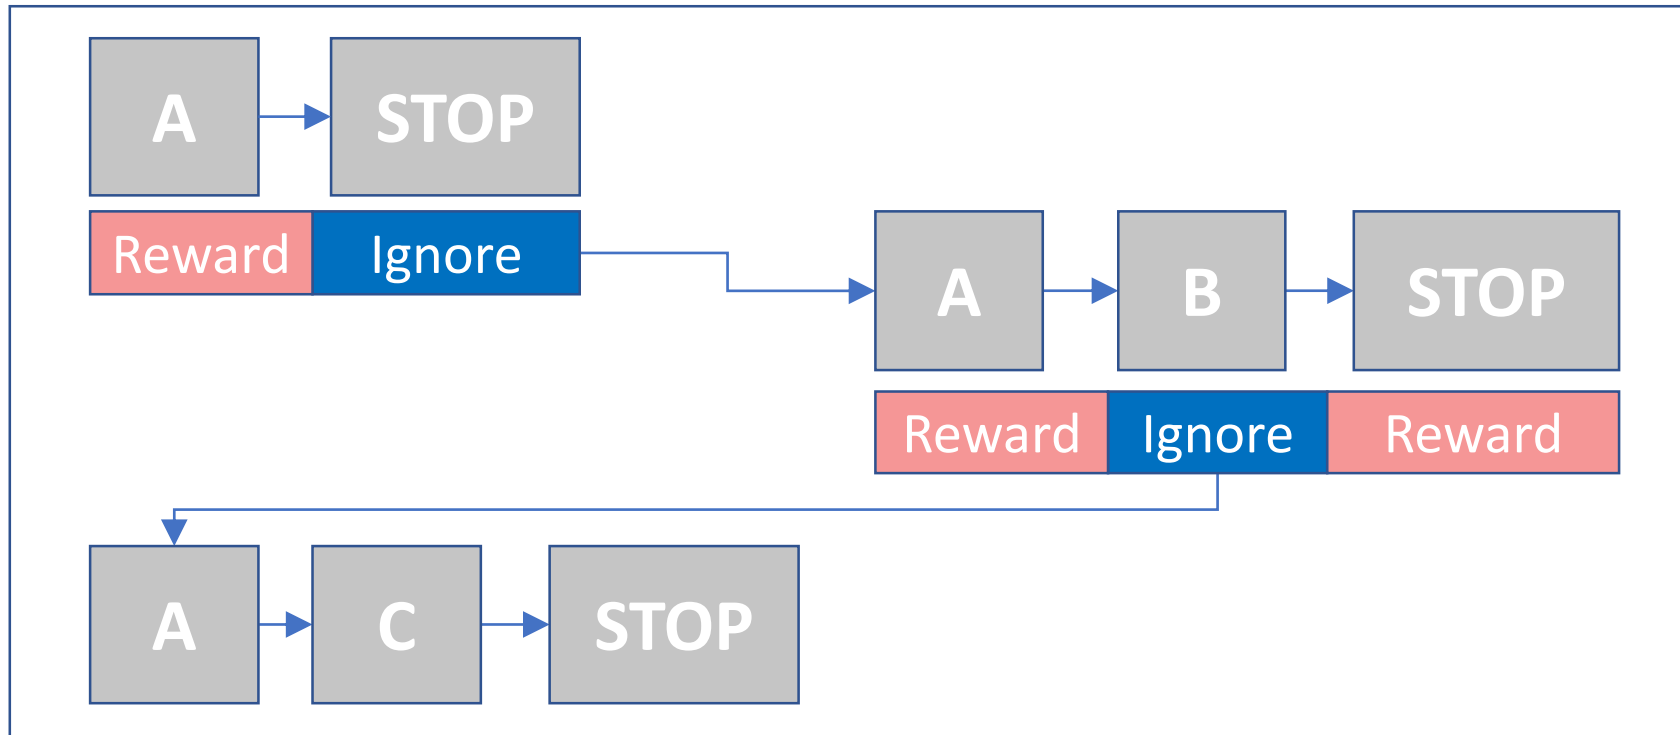 A STOP
Reward Ignore
A B STOP
Reward Ignore Reward
A C STOP